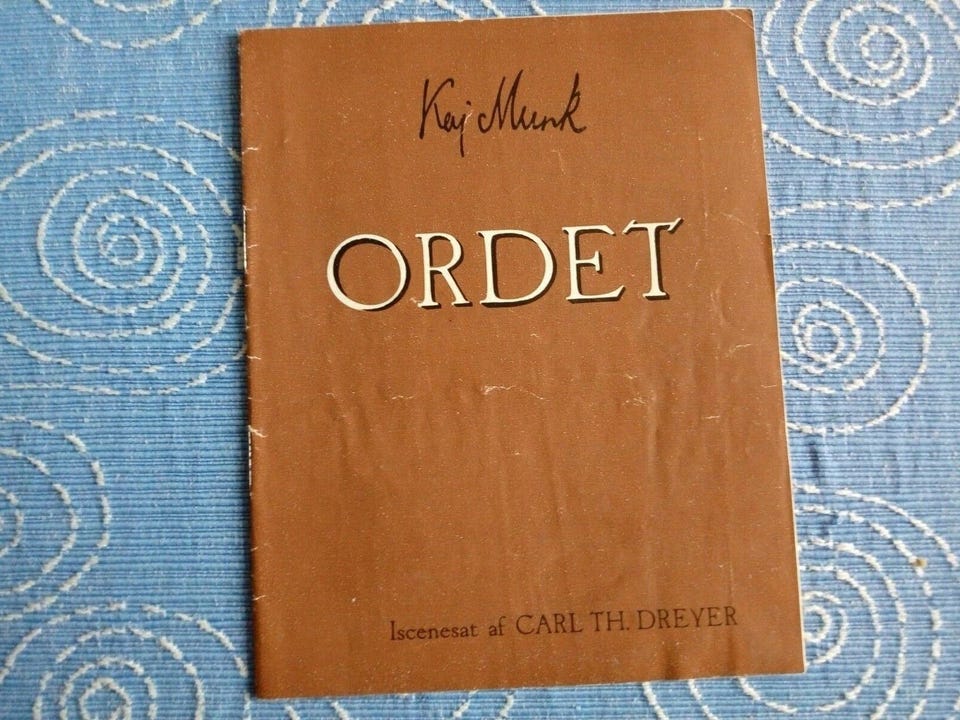 Kaj Munk
ORDET
Iscenesat af CARL TH. DREYER